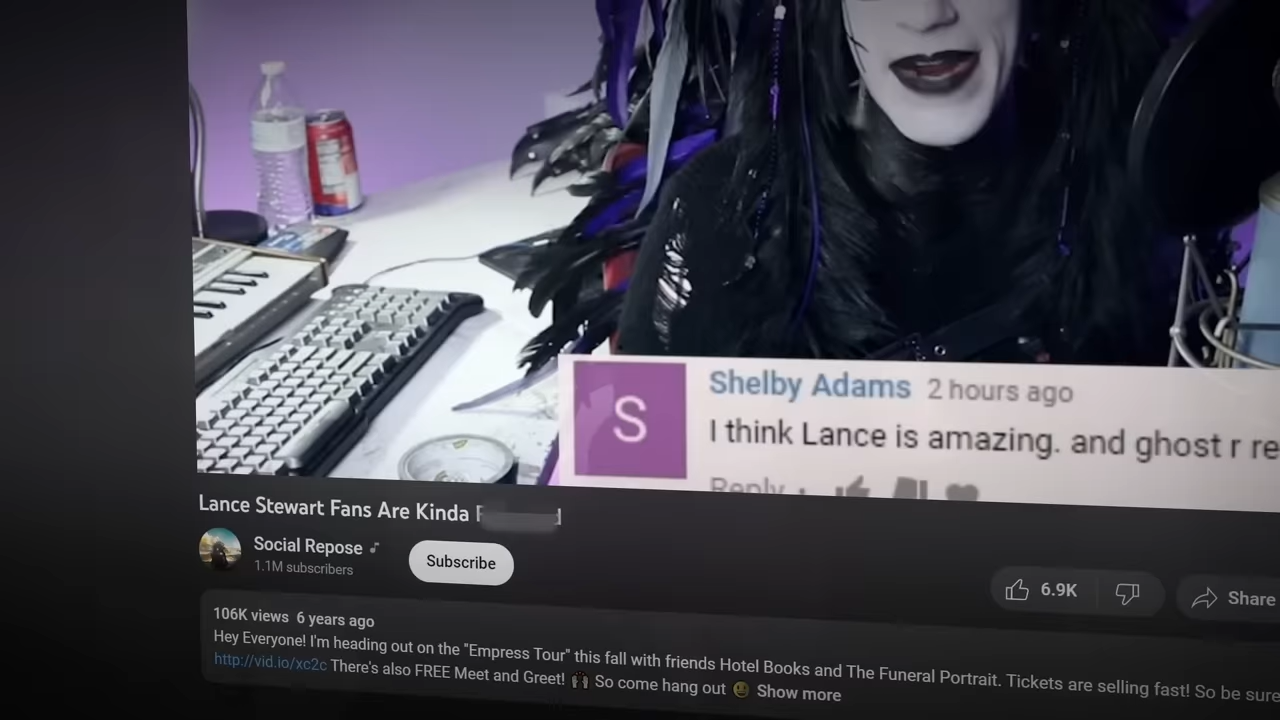 S
Shelby Adams 2 hours ago
I think Lance is amazing. and ghost r
Reply
Lance Stewart Fans Are Kinda
Social Repose
1.1M subscribers
Subscribe
6.9K
Share
106K views 6 years ago
Hey Everyone! I'm heading out on the "Empress Tour" this fall with friends Hotel Books and The Funeral Portrait. Tickets are selling fast! So be sure
http://vid.io/xc2c There's also FREE Meet and Greet! 🙌 So come hang out 😃 Show more